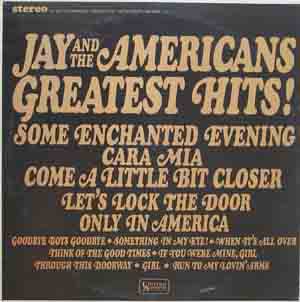 stereo
JAY AND THE AMERICANS
GREATEST HITS!
SOME ENCHANTED EVENING
CARA MIA
COME A LITTLE BIT CLOSER
LET'S LOCK THE DOOR
ONLY IN AMERICA
GOODBYE BOYS GOODBYE • SOMETHING IN MY EYE! • WHEN IT'S ALL OVER
THINK OF THE GOOD TIMES • IF YOU WERE MINE, GIRL
THROUGH THIS DOORWAY • GIRL • RUN TO MY LOVIN' ARMS
UNITED ARTISTS